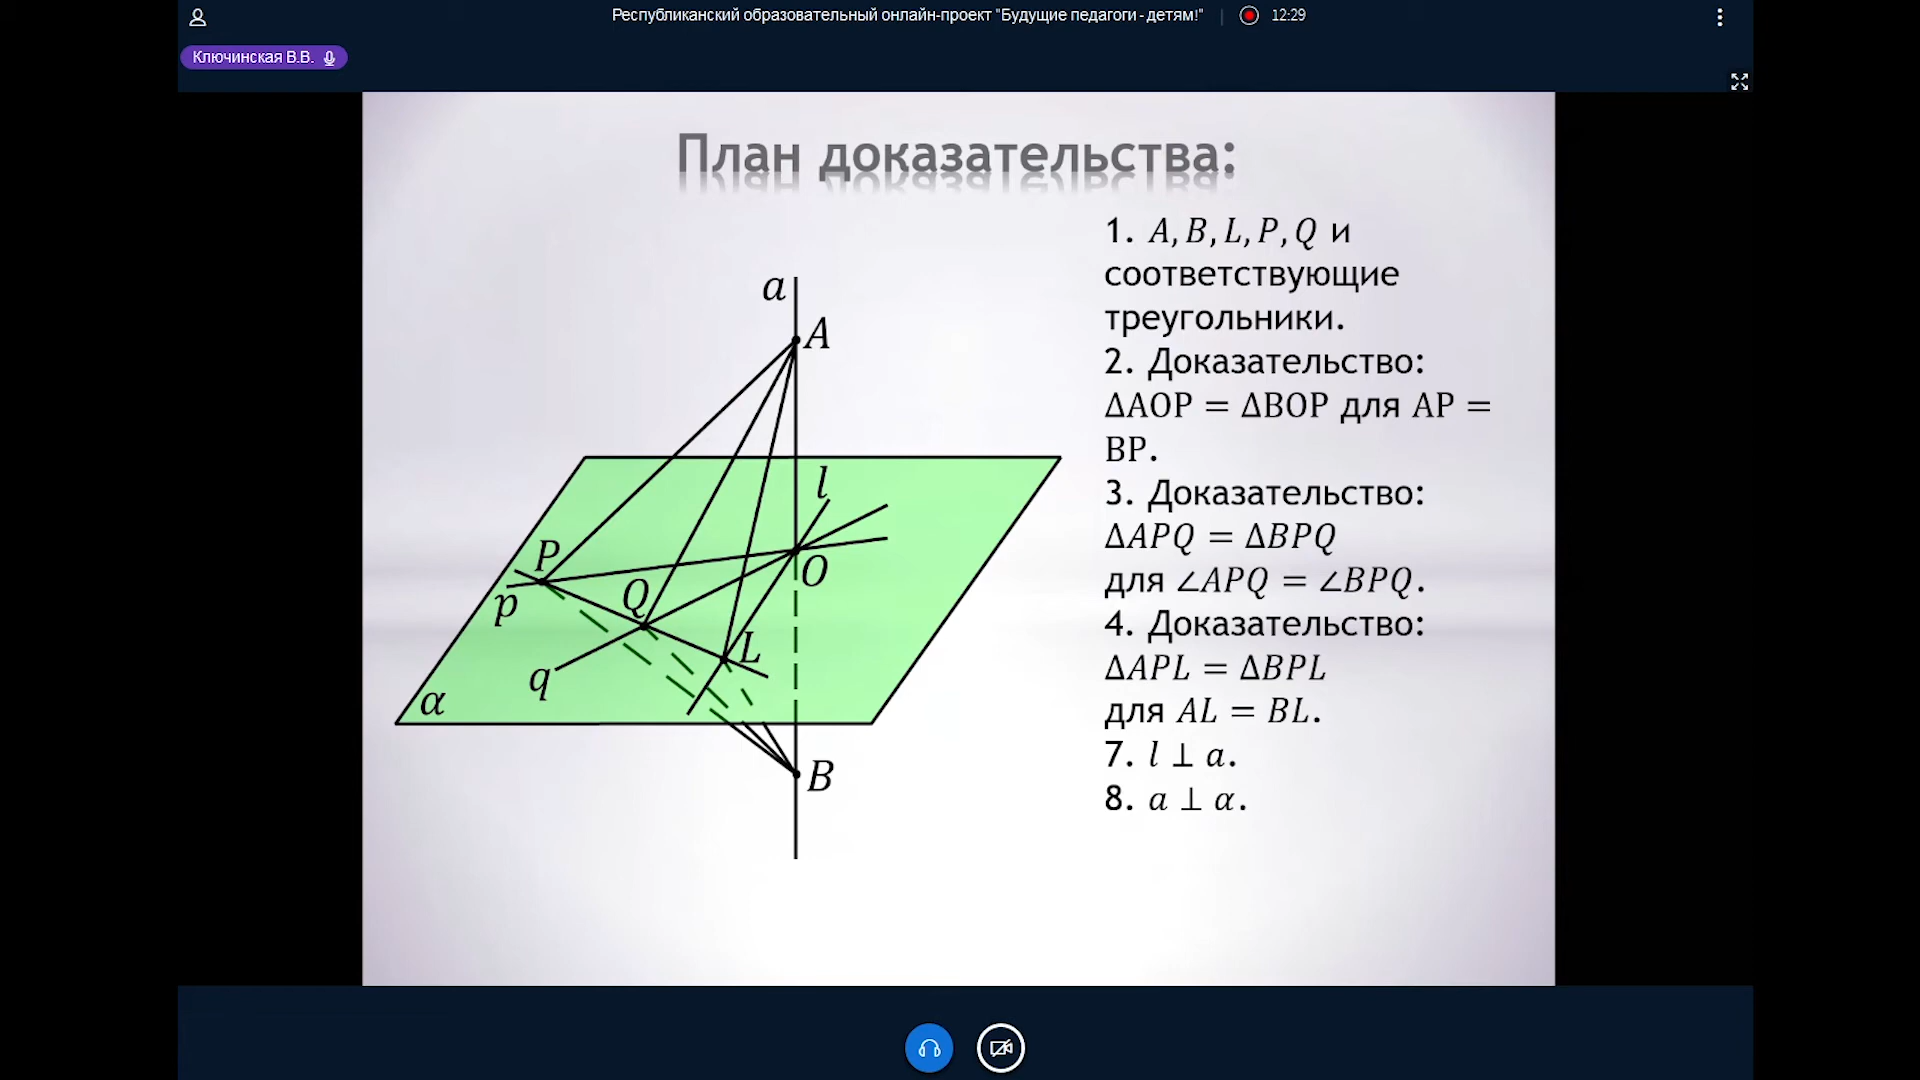 Республиканский образовательный онлайн-проект "Будущие педагоги - детям!" | 12:29
Ключинская В.В.
План доказательства:
1. A, B, L, P, Q и
соответствующие
треугольники.
2. Доказательство:
ΔAOP = ΔBOP для AP =
BP.
3. Доказательство:
ΔAPQ = ΔBPQ
для ∠APQ = ∠BPQ.
4. Доказательство:
ΔAPL = ΔBPL
для AL = BL.
7. l ⊥ a.
8. a ⊥ α.
a
A
l
P
O
p
Q
L
q
α
B